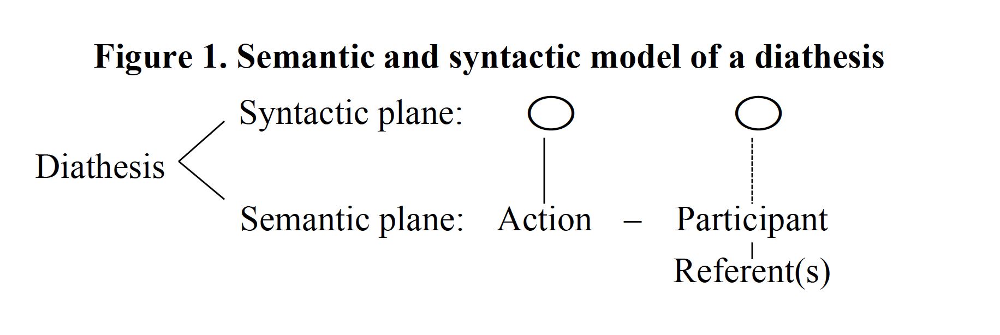 Figure 1. Semantic and syntactic model of a diathesis
Syntactic plane:
Diathesis
Semantic plane: Action – Participant
Referent(s)